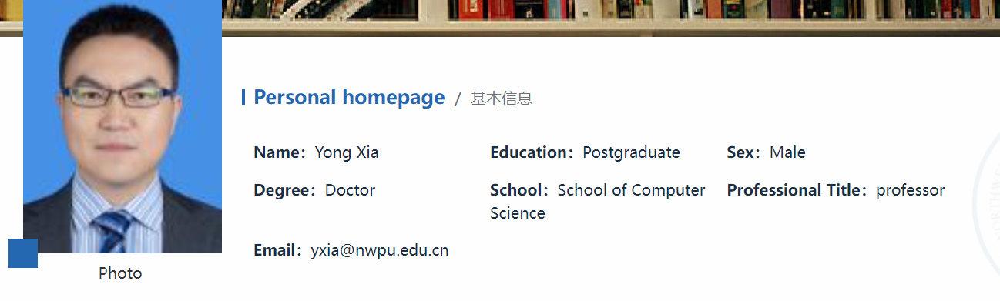 Personal homepage / 基本信息
Name：Yong Xia Education：Postgraduate Sex：Male
Degree：Doctor School：School of Computer Science Professional Title：professor
Email：yxia@nwpu.edu.cn
Photo